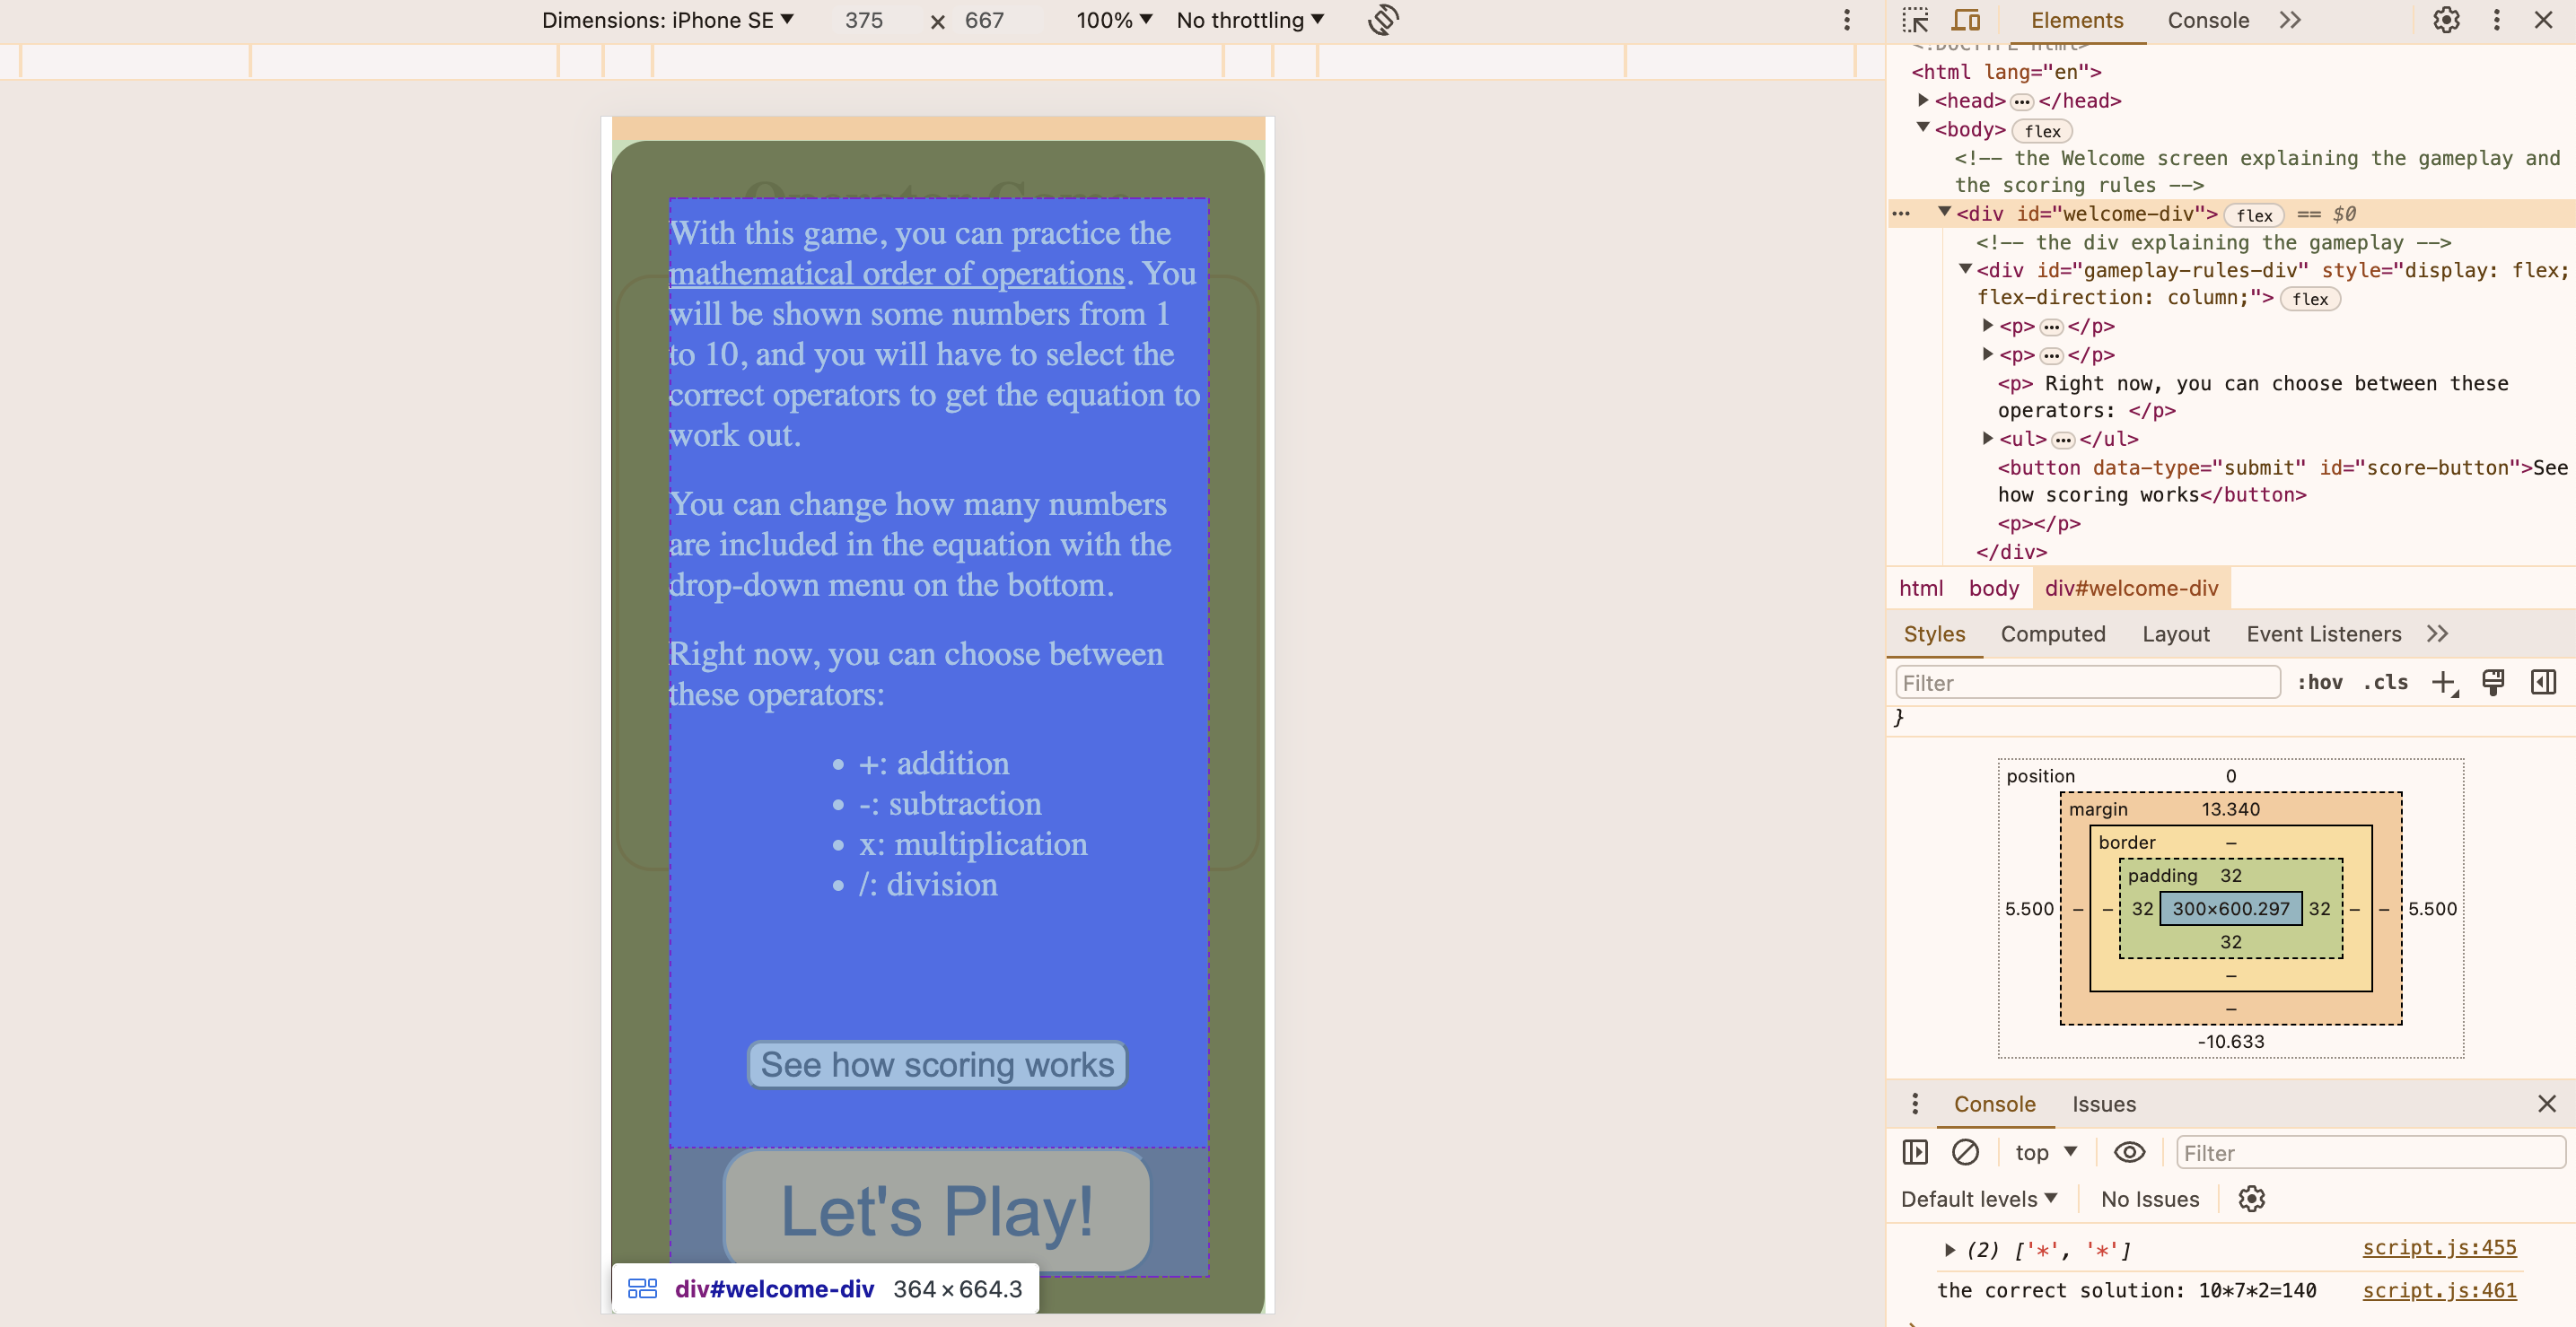 Dimensions: iPhone SE 375 × 667 100% No throttling
Operator Game
With this game, you can practice the
mathematical order of operations. You
will be shown some numbers from 1
to 10, and you will have to select the
correct operators to get the equation to
work out.
You can change how many numbers
are included in the equation with the
drop-down menu on the bottom.
Right now, you can choose between
these operators:
• +: addition
• -: subtraction
• x: multiplication
• /: division
See how scoring works
Let's Play!
div#welcome-div 364 × 664.3
Elements Console
<!DOCTYPE html>
<html lang="en">
<head> ••• </head>
<body> flex
<!-- the Welcome screen explaining the gameplay and
the scoring rules -->
••• <div id="welcome-div"> flex == $0
<!-- the div explaining the gameplay -->
<div id="gameplay-rules-div" style="display: flex;
flex-direction: column;"> flex
<p> ••• </p>
<p> ••• </p>
<p> Right now, you can choose between these
operators: </p>
<ul> ••• </ul>
<button data-type="submit" id="score-button">See
how scoring works</button>
<p></p>
</div>
html body div#welcome-div
Styles Computed Layout Event Listeners
Filter :hov .cls
}
position 0
margin 13.340
border –
padding 32
5.500 – – 32 300×600.297 32 – – 5.500
32
–
–
-10.633
Console Issues
top Filter
Default levels No Issues
(2) ['*', '*'] script.js:455
the correct solution: 10*7*2=140 script.js:461